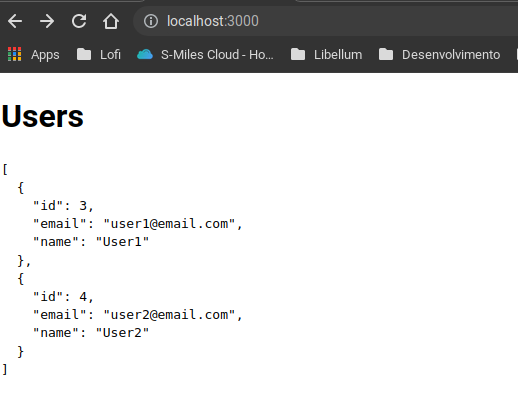 localhost:3000
Apps Lofi S-Miles Cloud - Ho... Libellum Desenvolvimento
Users
[
  {
    "id": 3,
    "email": "user1@email.com",
    "name": "User1"
  },
  {
    "id": 4,
    "email": "user2@email.com",
    "name": "User2"
  }
]